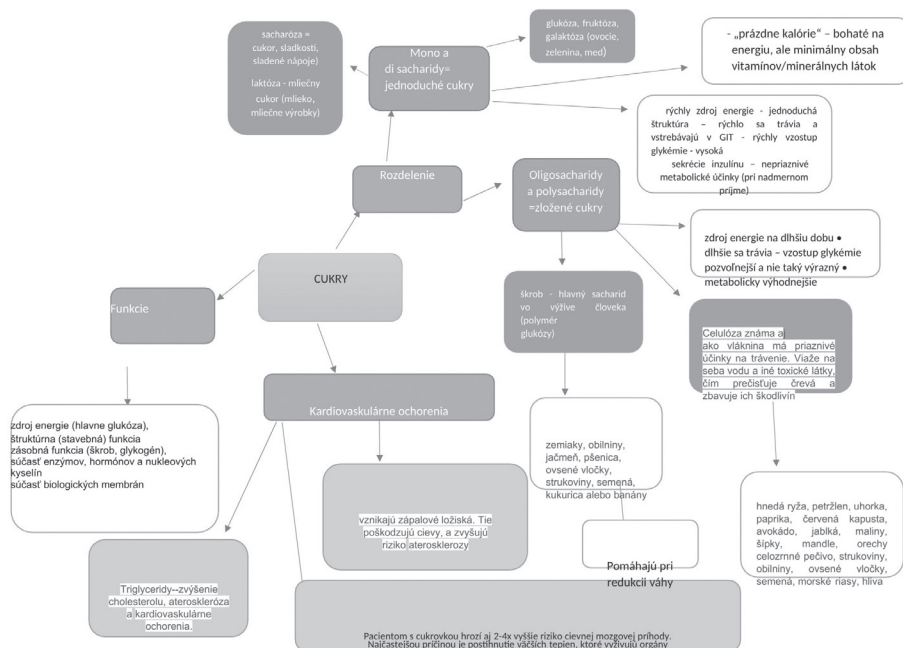 sacharóza =
cukor, sladkosti,
sladené nápoje)
laktóza - mliečny
cukor (mlieko,
mliečne výrobky)
Mono a
di sacharidy=
jednoduché cukry
glukóza, fruktóza,
galaktóza (ovocie,
zelenina, med)
- „prázdne kalórie“ – bohaté na
energiu, ale minimálny obsah
vitamínov/minerálnych látok
rýchly zdroj energie - jednoduchá
štruktúra – rýchlo sa trávia a
vstrebávajú v GIT - rýchly vzostup
glykémie - vysoká
sekrécie inzulínu – nepriaznivé
metabolické účinky (pri nadmernom
príjme)
Rozdelenie
Oligosacharidy
a polysacharidy
=zložené cukry
zdroj energie na dlhšiu dobu •
dlhšie sa trávia – vzostup glykémie
pozvoľnejší a nie taký výrazný •
metabolicky výhodnejšie
CUKRY
škrob - hlavný sacharid
vo výžive človeka
(polymér
glukózy)
Funkcie
Celulóza známa aj
ako vláknina má priaznivé
účinky na trávenie. Viaže na
seba vodu a iné toxické látky,
čím prečisťuje črevá a
zbavuje ich škodlivín
Kardiovaskulárne ochorenia
zdroj energie (hlavne glukóza),
štruktúrna (stavebná) funkcia
zásobná funkcia (škrob, glykogén),
súčasť enzýmov, hormónov a nukleových
kyselín
súčasť biologických membrán
zemiaky, obilniny,
jačmeň, pšenica,
ovsené vločky,
strukoviny, semená,
kukurica alebo banány
vznikajú zápalové ložiská. Tie
poškodzujú cievy, a zvyšujú
riziko aterosklerozy
hnedá ryža, petržlen, uhorka,
paprika, červená kapusta,
avokádo, jablká, maliny,
šípky, mandle, orechy
celozrnné pečivo, strukoviny,
obilniny, ovsené vločky,
semená, morské riasy, hliva
Pomáhajú pri
redukcii váhy
Triglyceridy--zvýšenie
cholesterolu, ateroskleróza
a kardiovaskulárne
ochorenia.
Pacientom s cukrovkou hrozí aj 2-4x vyššie riziko cievnej mozgovej príhody.
Najčastejšou príčinou je postihnutie väčších tepien, ktoré vyživujú orgány